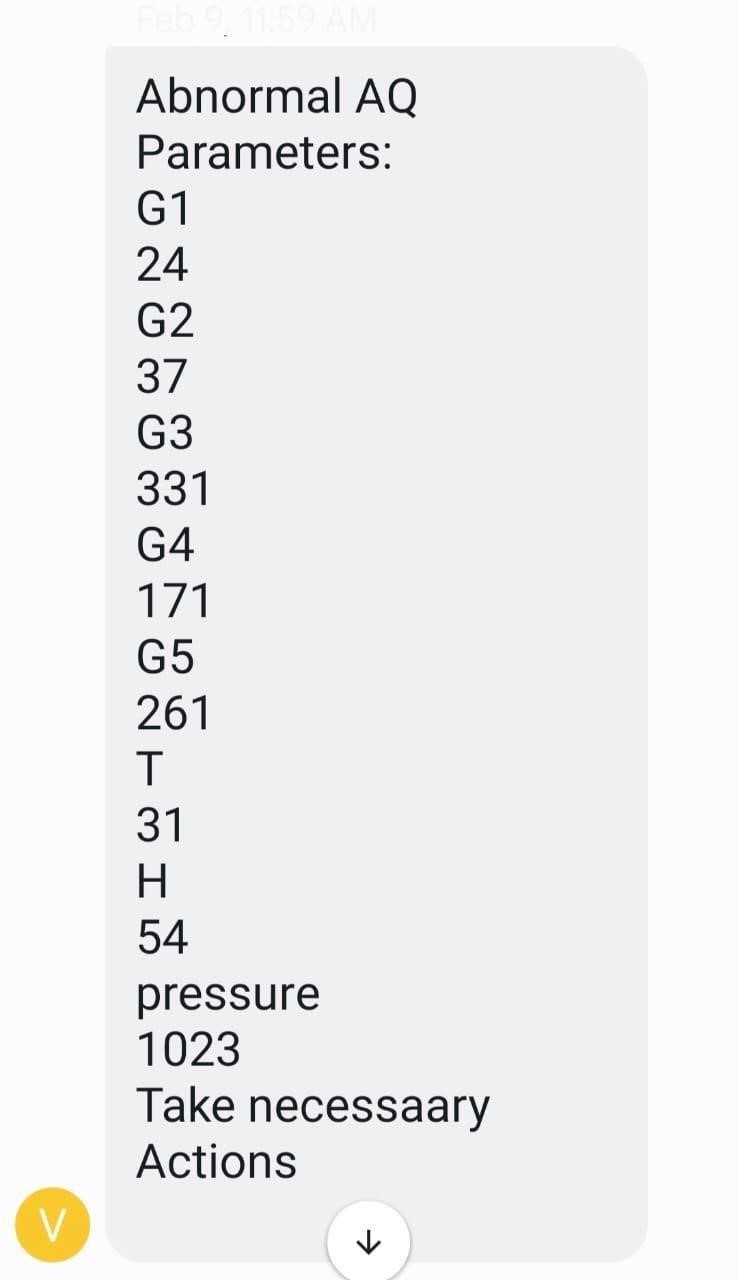 Feb 9, 11:59 AM
Abnormal AQ
Parameters:
G1
24
G2
37
G3
331
G4
171
G5
261
T
31
H
54
pressure
1023
Take necessaary
Actions
V